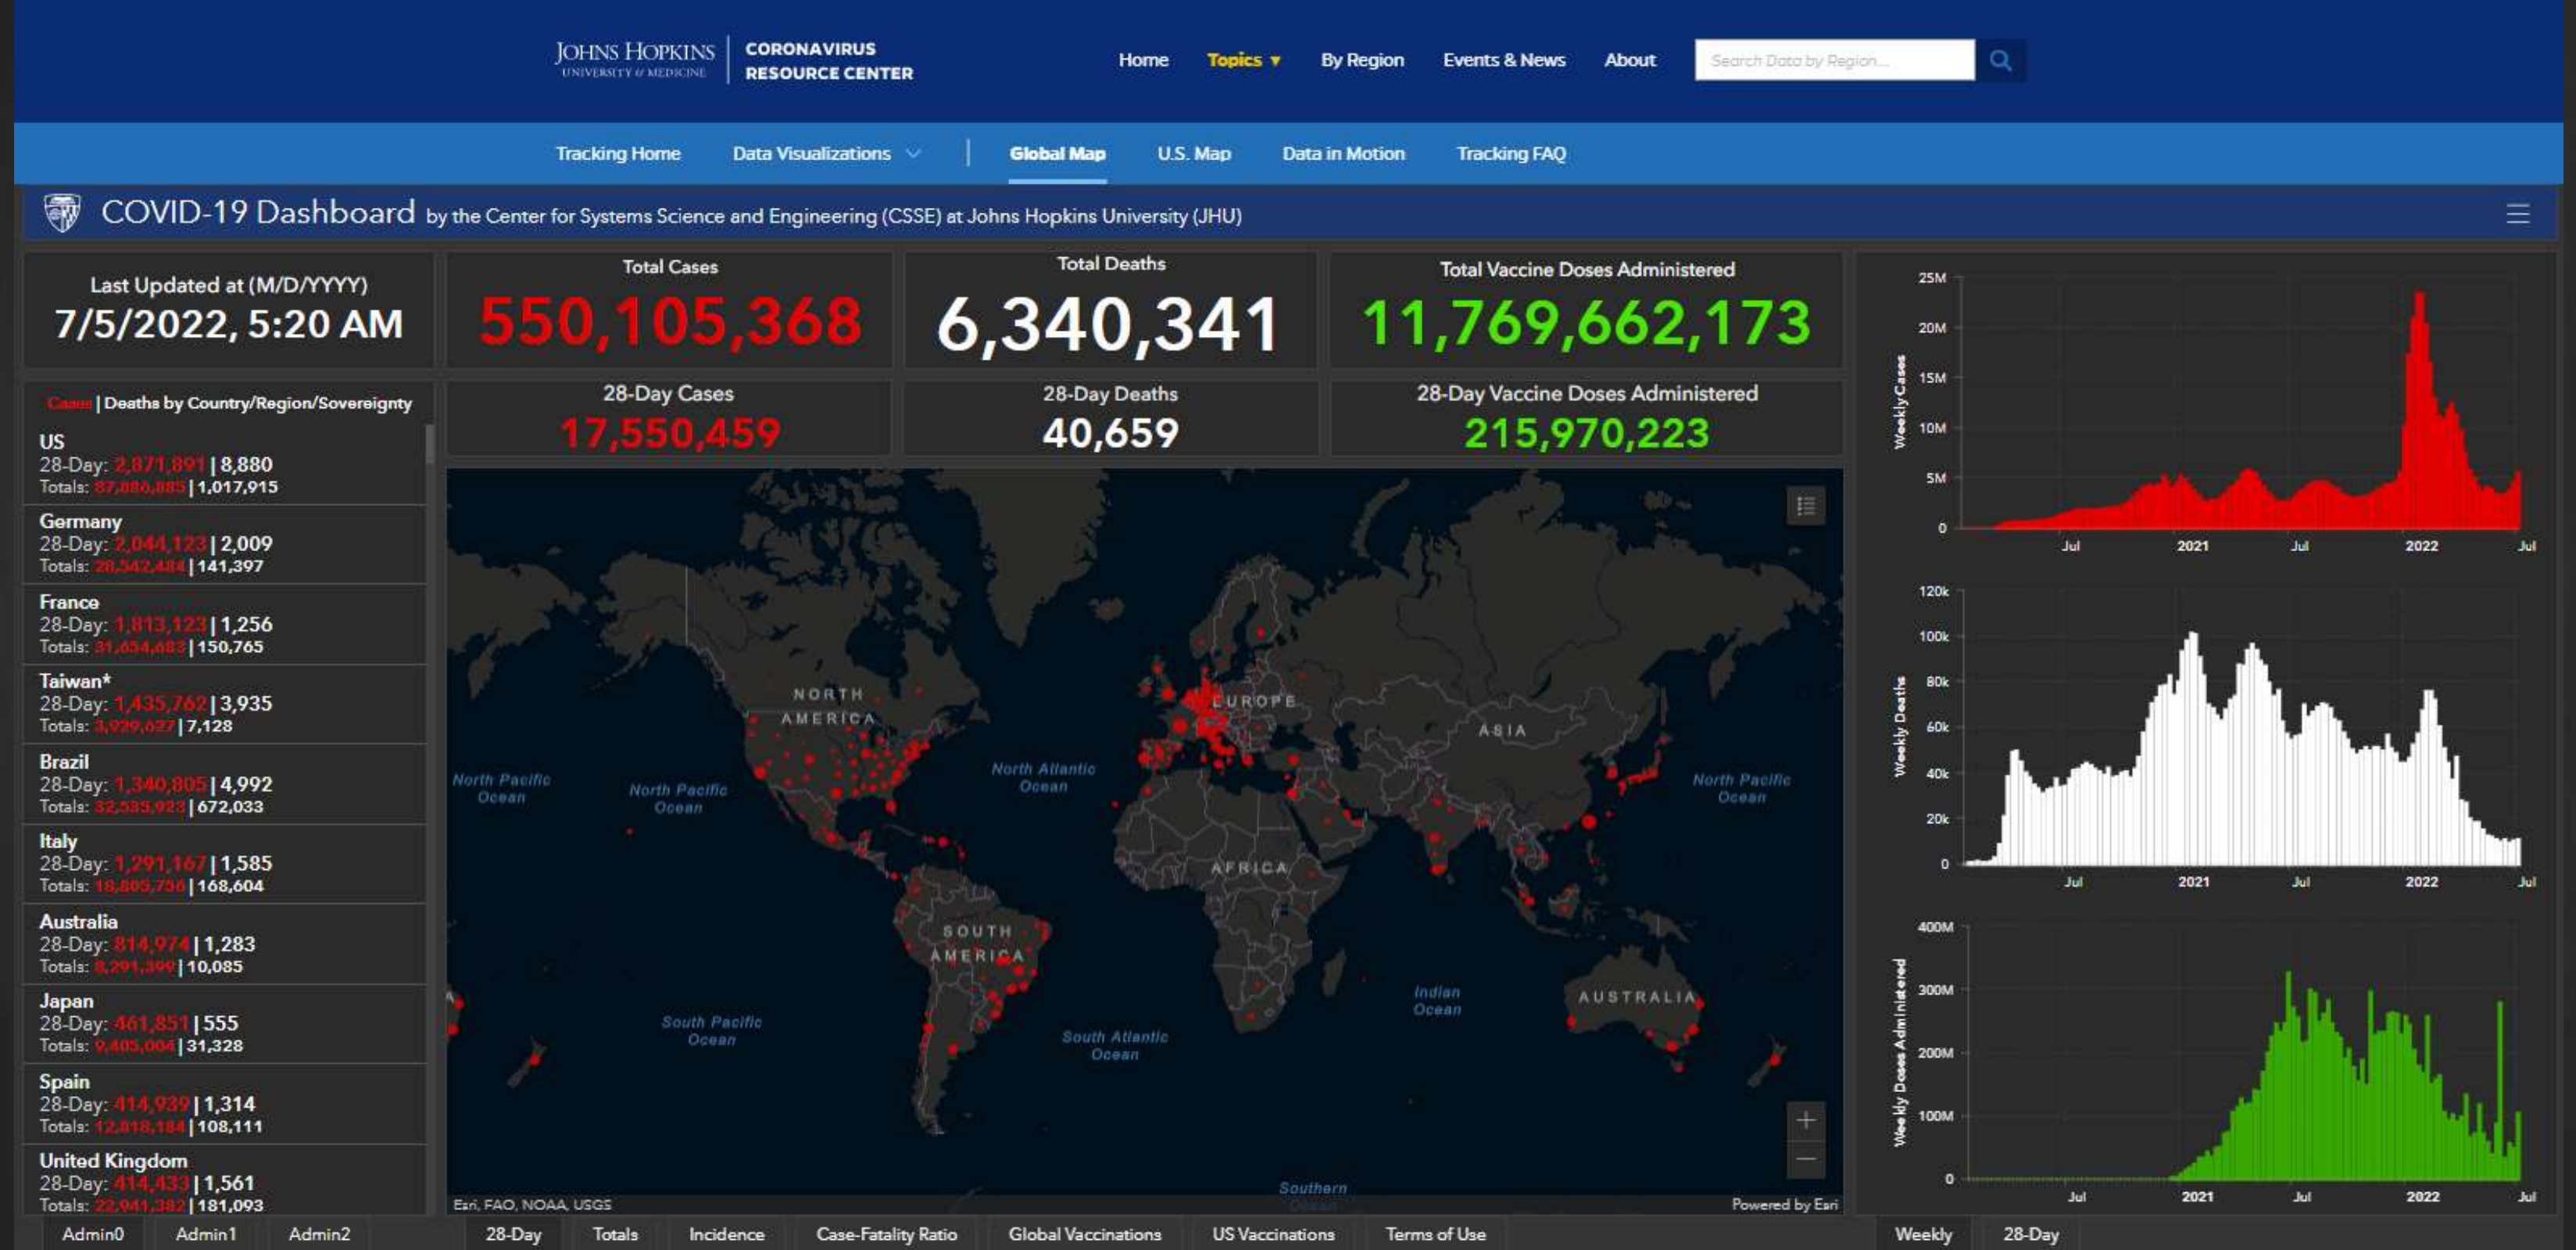 JOHNS HOPKINS
UNIVERSITY & MEDICINE
CORONAVIRUS
RESOURCE CENTER
Home
Topics ▼
By Region
Events & News
About
Search Data by Region...
Tracking Home
Data Visualizations
Global Map
U.S. Map
Data in Motion
Tracking FAQ
COVID-19 Dashboard by the Center for Systems Science and Engineering (CSSE) at Johns Hopkins University (JHU)
Last Updated at (M/D/YYYY)
7/5/2022, 5:20 AM
Total Cases
550,105,368
Total Deaths
6,340,341
Total Vaccine Doses Administered
11,769,662,173
28-Day Cases
17,550,459
28-Day Deaths
40,659
28-Day Vaccine Doses Administered
215,970,223
Cases | Deaths by Country/Region/Sovereignty
US
28-Day: 2,871,891 | 8,880
Totals: | 1,017,915
Germany
28-Day: 2,044,123 | 2,009
Totals: | 141,397
France
28-Day: 1,813,123 | 1,256
Totals: | 150,765
Taiwan*
28-Day: 1,435,762 | 3,935
Totals: | 7,128
Brazil
28-Day: 1,340,805 | 4,992
Totals: | 672,033
Italy
28-Day: 1,291,167 | 1,585
Totals: | 168,604
Australia
28-Day: 814,974 | 1,283
Totals: | 10,085
Japan
28-Day: 461,851 | 555
Totals: | 31,328
Spain
28-Day: 414,939 | 1,314
Totals: | 108,111
United Kingdom
28-Day: 414,433 | 1,561
Totals: | 181,093
Admin0
Admin1
Admin2
NORTH
AMERICA
EUROPE
ASIA
AFRICA
SOUTH
AMERICA
AUSTRALIA
North Pacific
Ocean
North Pacific
Ocean
North Atlantic
Ocean
North Pacific
Ocean
South Pacific
Ocean
South Atlantic
Ocean
Indian
Ocean
Southern
Esri, FAO, NOAA, USGS
Powered by Esri
28-Day
Totals
Incidence
Case-Fatality Ratio
Global Vaccinations
US Vaccinations
Terms of Use
Weekly Cases
25M
20M
15M
10M
5M
0
Jul
2021
Jul
2022
Jul
Weekly Deaths
120k
100k
80k
60k
40k
20k
0
Jul
2021
Jul
2022
Jul
Weekly Doses Administered
400M
300M
200M
100M
0
Jul
2021
Jul
2022
Jul
Weekly
28-Day